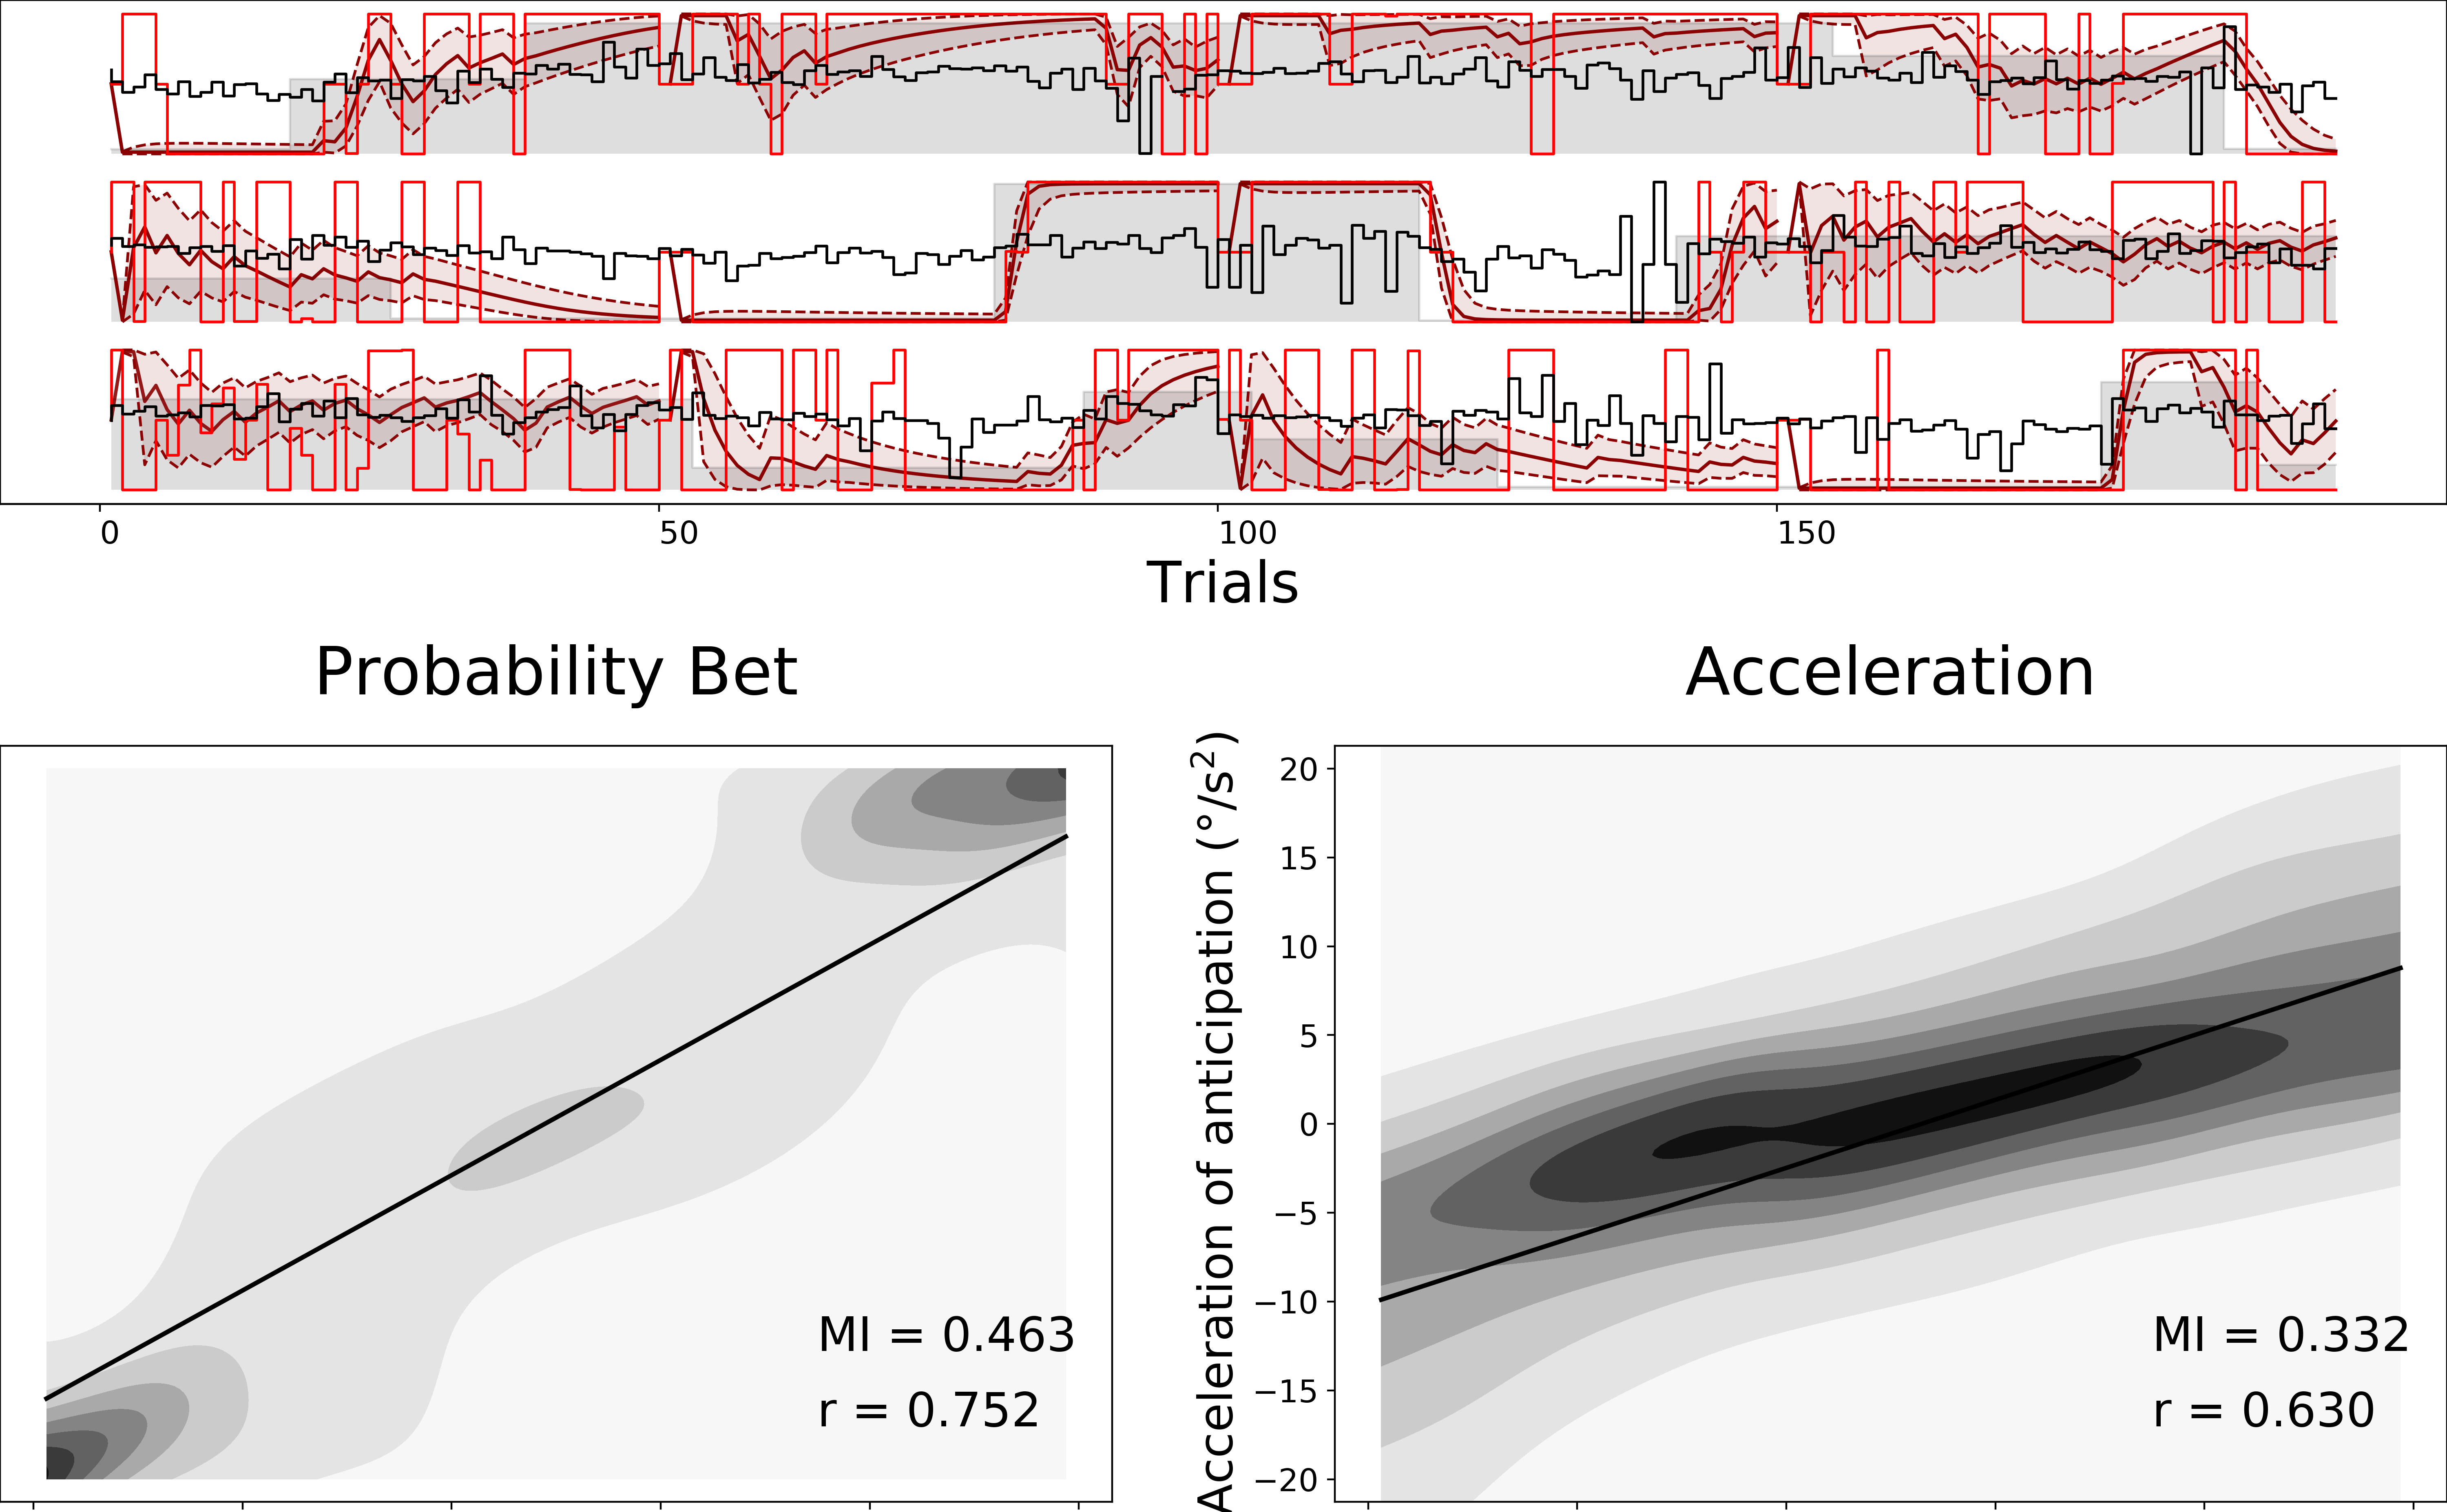 0 50 100 150
Trials
Probability Bet
Acceleration
Acceleration of anticipation (°/s²)
20
15
10
5
0
−5
−10
−15
−20
MI = 0.463
r = 0.752
MI = 0.332
r = 0.630